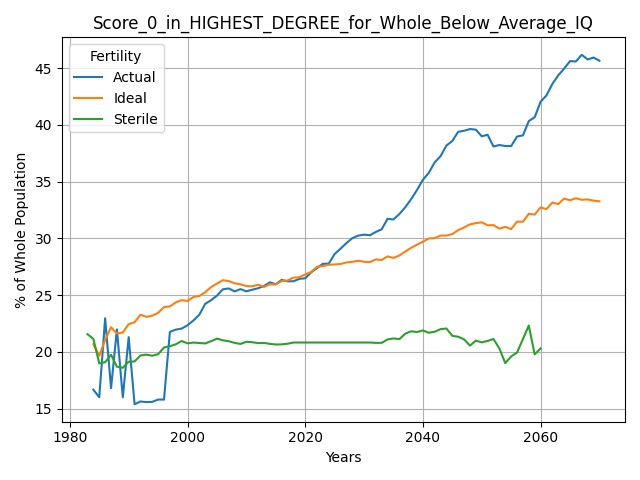 Score_0_in_HIGHEST_DEGREE_for_Whole_Below_Average_IQ
Fertility
Actual
Ideal
Sterile
% of Whole Population
45
40
35
30
25
20
15
1980
2000
2020
2040
2060
Years